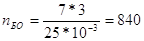 n_БО = 7*3 / 25*10^-3 = 840